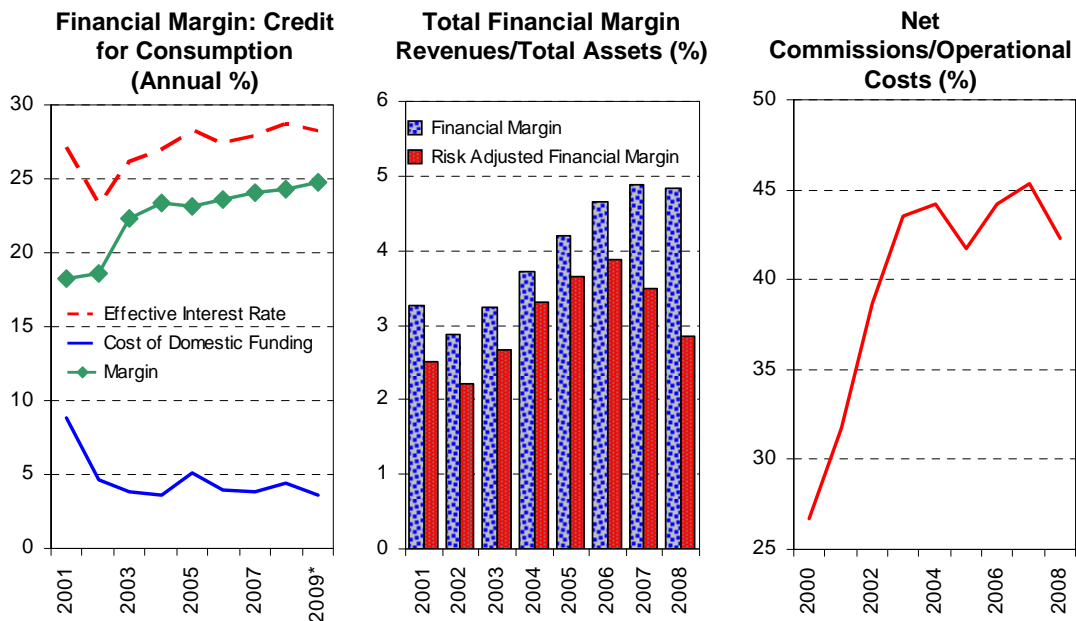 Financial Margin: Credit
for Consumption
(Annual %)
30
25
20
15
10
5
0
Effective Interest Rate
Cost of Domestic Funding
Margin
2001
2003
2005
2007
2009*
Total Financial Margin
Revenues/Total Assets (%)
6
5
4
3
2
1
0
Financial Margin
Risk Adjusted Financial Margin
2001
2002
2003
2004
2005
2006
2007
2008
Net
Commissions/Operational
Costs (%)
50
45
40
35
30
25
2000
2002
2004
2006
2008